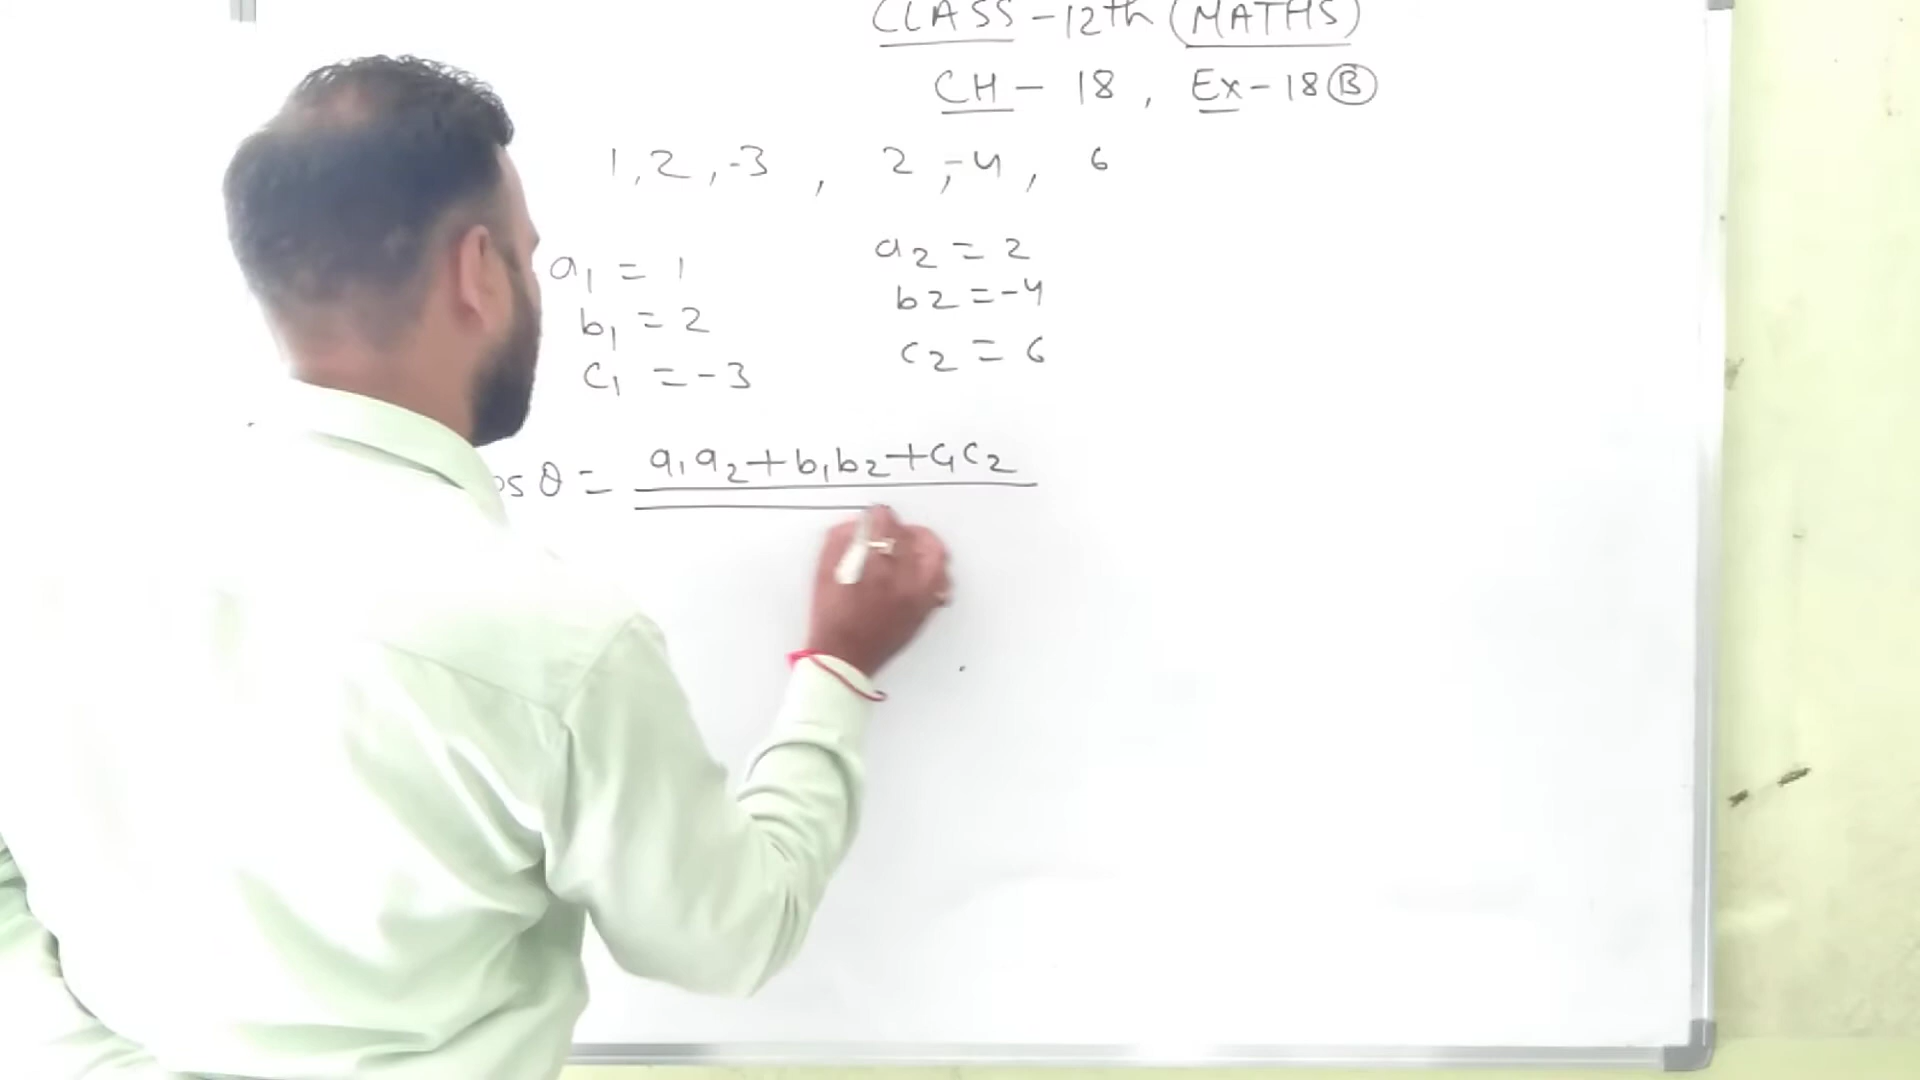 CLASS - 12th (MATHS)
CH - 18 , Ex - 18 (B)
1, 2, -3 , 2, -4, 6
a1 = 1
b1 = 2
c1 = -3
a2 = 2
b2 = -4
c2 = 6
os θ = a1a2+b1b2+c1c2